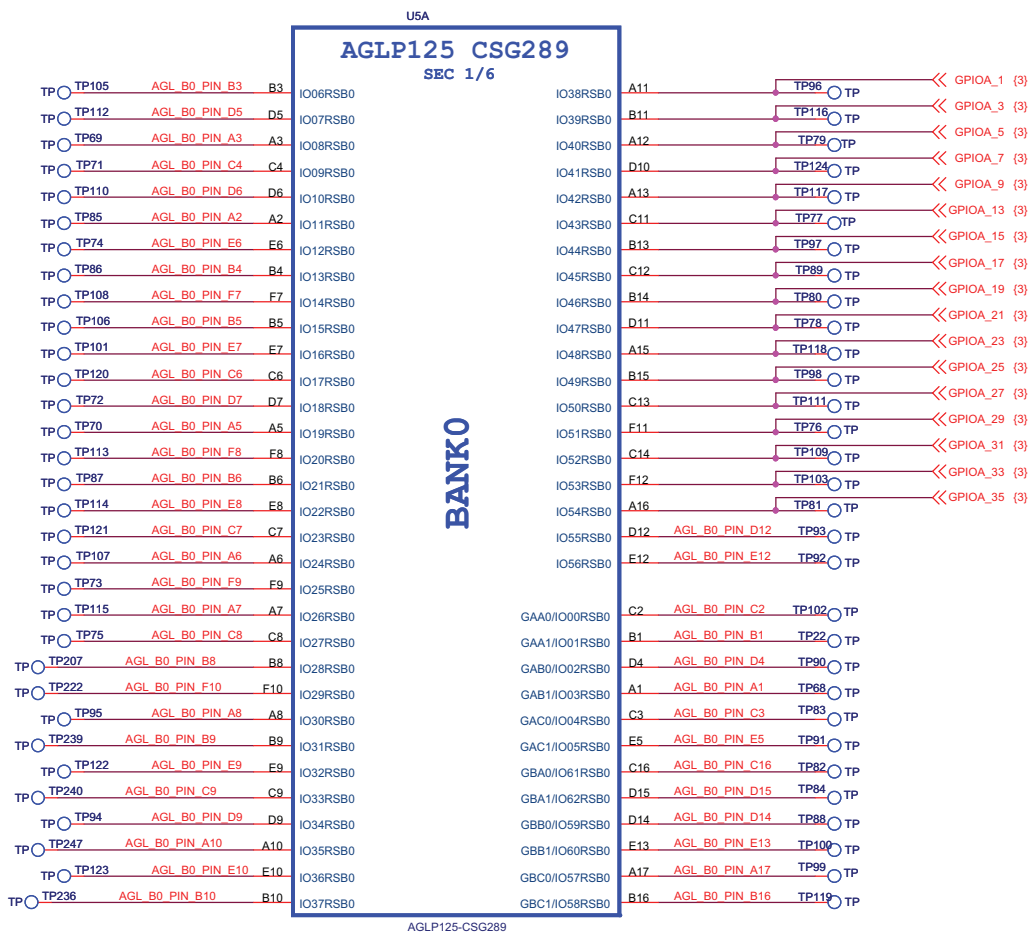 U5A
AGLP125 CSG289
SEC 1/6
BANK0
TP TP105 AGL_B0_PIN_B3 B3 IO06RSB0
TP TP112 AGL_B0_PIN_D5 D5 IO07RSB0
TP TP69 AGL_B0_PIN_A3 A3 IO08RSB0
TP TP71 AGL_B0_PIN_C4 C4 IO09RSB0
TP TP110 AGL_B0_PIN_D6 D6 IO10RSB0
TP TP85 AGL_B0_PIN_A2 A2 IO11RSB0
TP TP74 AGL_B0_PIN_E6 E6 IO12RSB0
TP TP86 AGL_B0_PIN_B4 B4 IO13RSB0
TP TP108 AGL_B0_PIN_F7 F7 IO14RSB0
TP TP106 AGL_B0_PIN_B5 B5 IO15RSB0
TP TP101 AGL_B0_PIN_E7 E7 IO16RSB0
TP TP120 AGL_B0_PIN_C6 C6 IO17RSB0
TP TP72 AGL_B0_PIN_D7 D7 IO18RSB0
TP TP70 AGL_B0_PIN_A5 A5 IO19RSB0
TP TP113 AGL_B0_PIN_F8 F8 IO20RSB0
TP TP87 AGL_B0_PIN_B6 B6 IO21RSB0
TP TP114 AGL_B0_PIN_E8 E8 IO22RSB0
TP TP121 AGL_B0_PIN_C7 C7 IO23RSB0
TP TP107 AGL_B0_PIN_A6 A6 IO24RSB0
TP TP73 AGL_B0_PIN_F9 F9 IO25RSB0
TP TP115 AGL_B0_PIN_A7 A7 IO26RSB0
TP TP75 AGL_B0_PIN_C8 C8 IO27RSB0
TP TP207 AGL_B0_PIN_B8 B8 IO28RSB0
TP TP222 AGL_B0_PIN_F10 F10 IO29RSB0
TP TP95 AGL_B0_PIN_A8 A8 IO30RSB0
TP TP239 AGL_B0_PIN_B9 B9 IO31RSB0
TP TP122 AGL_B0_PIN_E9 E9 IO32RSB0
TP TP240 AGL_B0_PIN_C9 C9 IO33RSB0
TP TP94 AGL_B0_PIN_D9 D9 IO34RSB0
TP TP247 AGL_B0_PIN_A10 A10 IO35RSB0
TP TP123 AGL_B0_PIN_E10 E10 IO36RSB0
TP TP236 AGL_B0_PIN_B10 B10 IO37RSB0
IO38RSB0 A11 TP96 TP GPIOA_1 {3}
IO39RSB0 B11 TP116 TP GPIOA_3 {3}
IO40RSB0 A12 TP79 TP GPIOA_5 {3}
IO41RSB0 D10 TP124 TP GPIOA_7 {3}
IO42RSB0 A13 TP117 TP GPIOA_9 {3}
IO43RSB0 C11 TP77 TP GPIOA_13 {3}
IO44RSB0 B13 TP97 TP GPIOA_15 {3}
IO45RSB0 C12 TP89 TP GPIOA_17 {3}
IO46RSB0 B14 TP80 TP GPIOA_19 {3}
IO47RSB0 D11 TP78 TP GPIOA_21 {3}
IO48RSB0 A15 TP118 TP GPIOA_23 {3}
IO49RSB0 B15 TP98 TP GPIOA_25 {3}
IO50RSB0 C13 TP111 TP GPIOA_27 {3}
IO51RSB0 F11 TP76 TP GPIOA_29 {3}
IO52RSB0 C14 TP109 TP GPIOA_31 {3}
IO53RSB0 F12 TP103 TP GPIOA_33 {3}
IO54RSB0 A16 TP81 TP GPIOA_35 {3}
IO55RSB0 D12 AGL_B0_PIN_D12 TP93 TP
IO56RSB0 E12 AGL_B0_PIN_E12 TP92 TP
GAA0/IO00RSB0 C2 AGL_B0_PIN_C2 TP102 TP
GAA1/IO01RSB0 B1 AGL_B0_PIN_B1 TP22 TP
GAB0/IO02RSB0 D4 AGL_B0_PIN_D4 TP90 TP
GAB1/IO03RSB0 A1 AGL_B0_PIN_A1 TP68 TP
GAC0/IO04RSB0 C3 AGL_B0_PIN_C3 TP83 TP
GAC1/IO05RSB0 E5 AGL_B0_PIN_E5 TP91 TP
GBA0/IO61RSB0 C16 AGL_B0_PIN_C16 TP82 TP
GBA1/IO62RSB0 D15 AGL_B0_PIN_D15 TP84 TP
GBB0/IO59RSB0 D14 AGL_B0_PIN_D14 TP88 TP
GBB1/IO60RSB0 E13 AGL_B0_PIN_E13 TP100 TP
GBC0/IO57RSB0 A17 AGL_B0_PIN_A17 TP99 TP
GBC1/IO58RSB0 B16 AGL_B0_PIN_B16 TP119 TP
AGLP125-CSG289